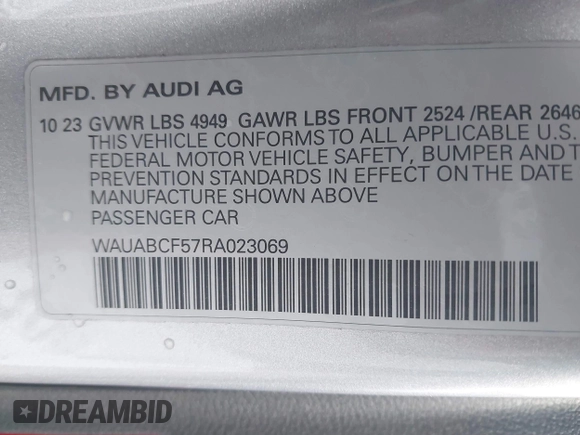 MFD. BY AUDI AG
10 23 GVWR LBS 4949 GAWR LBS FRONT 2524 /REAR 2646
THIS VEHICLE CONFORMS TO ALL APPLICABLE U.S.
FEDERAL MOTOR VEHICLE SAFETY, BUMPER AND T
PREVENTION STANDARDS IN EFFECT ON THE DATE
MANUFACTURE SHOWN ABOVE
PASSENGER CAR
WAUABCF57RA023069
DREAMBID